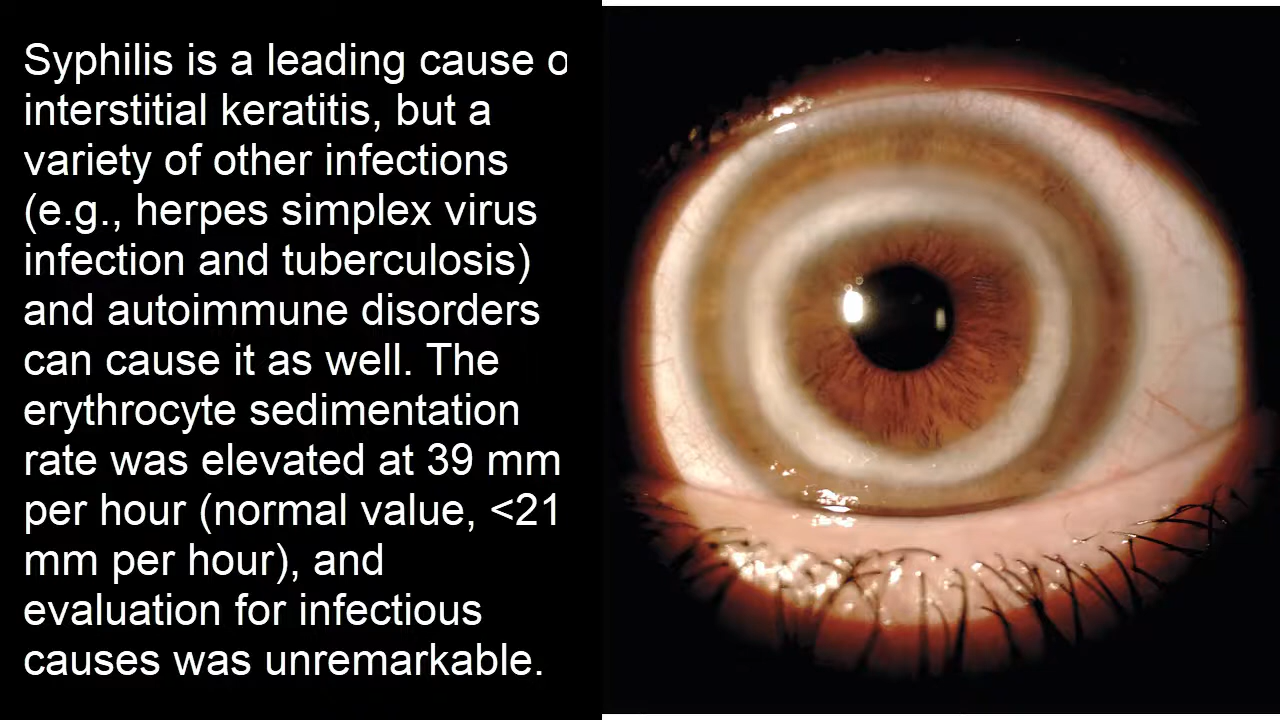 Syphilis is a leading cause o
interstitial keratitis, but a
variety of other infections
(e.g., herpes simplex virus
infection and tuberculosis)
and autoimmune disorders
can cause it as well. The
erythrocyte sedimentation
rate was elevated at 39 mm
per hour (normal value, <21
mm per hour), and
evaluation for infectious
causes was unremarkable.